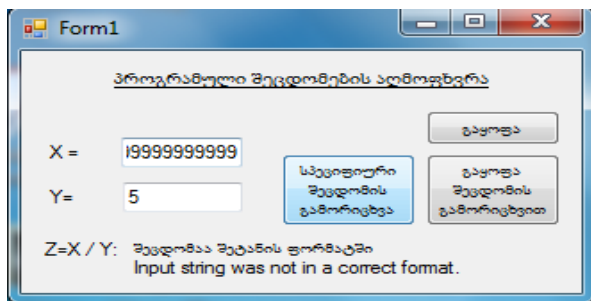 Form1
პროგრამული შეცდომების აღმოფხვრა
გაყოფა
X = 99999999999
სპეციფიური
შეცდომის
გამორიცხვა
გაყოფა
შეცდომის
გამორიცხვით
Y= 5
Z=X / Y: შეცდომაა შეტანის ფორმატში
Input string was not in a correct format.